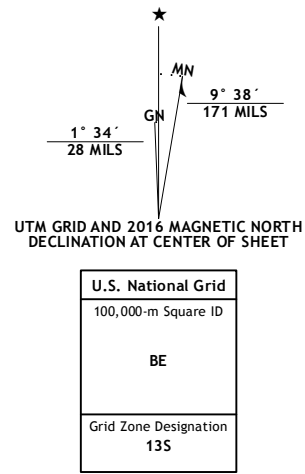 ★
MN
GN
9° 38´
171 MILS
1° 34´
28 MILS
UTM GRID AND 2016 MAGNETIC NORTH
DECLINATION AT CENTER OF SHEET
U.S. National Grid
100,000-m Square ID
BE
Grid Zone Designation
13S